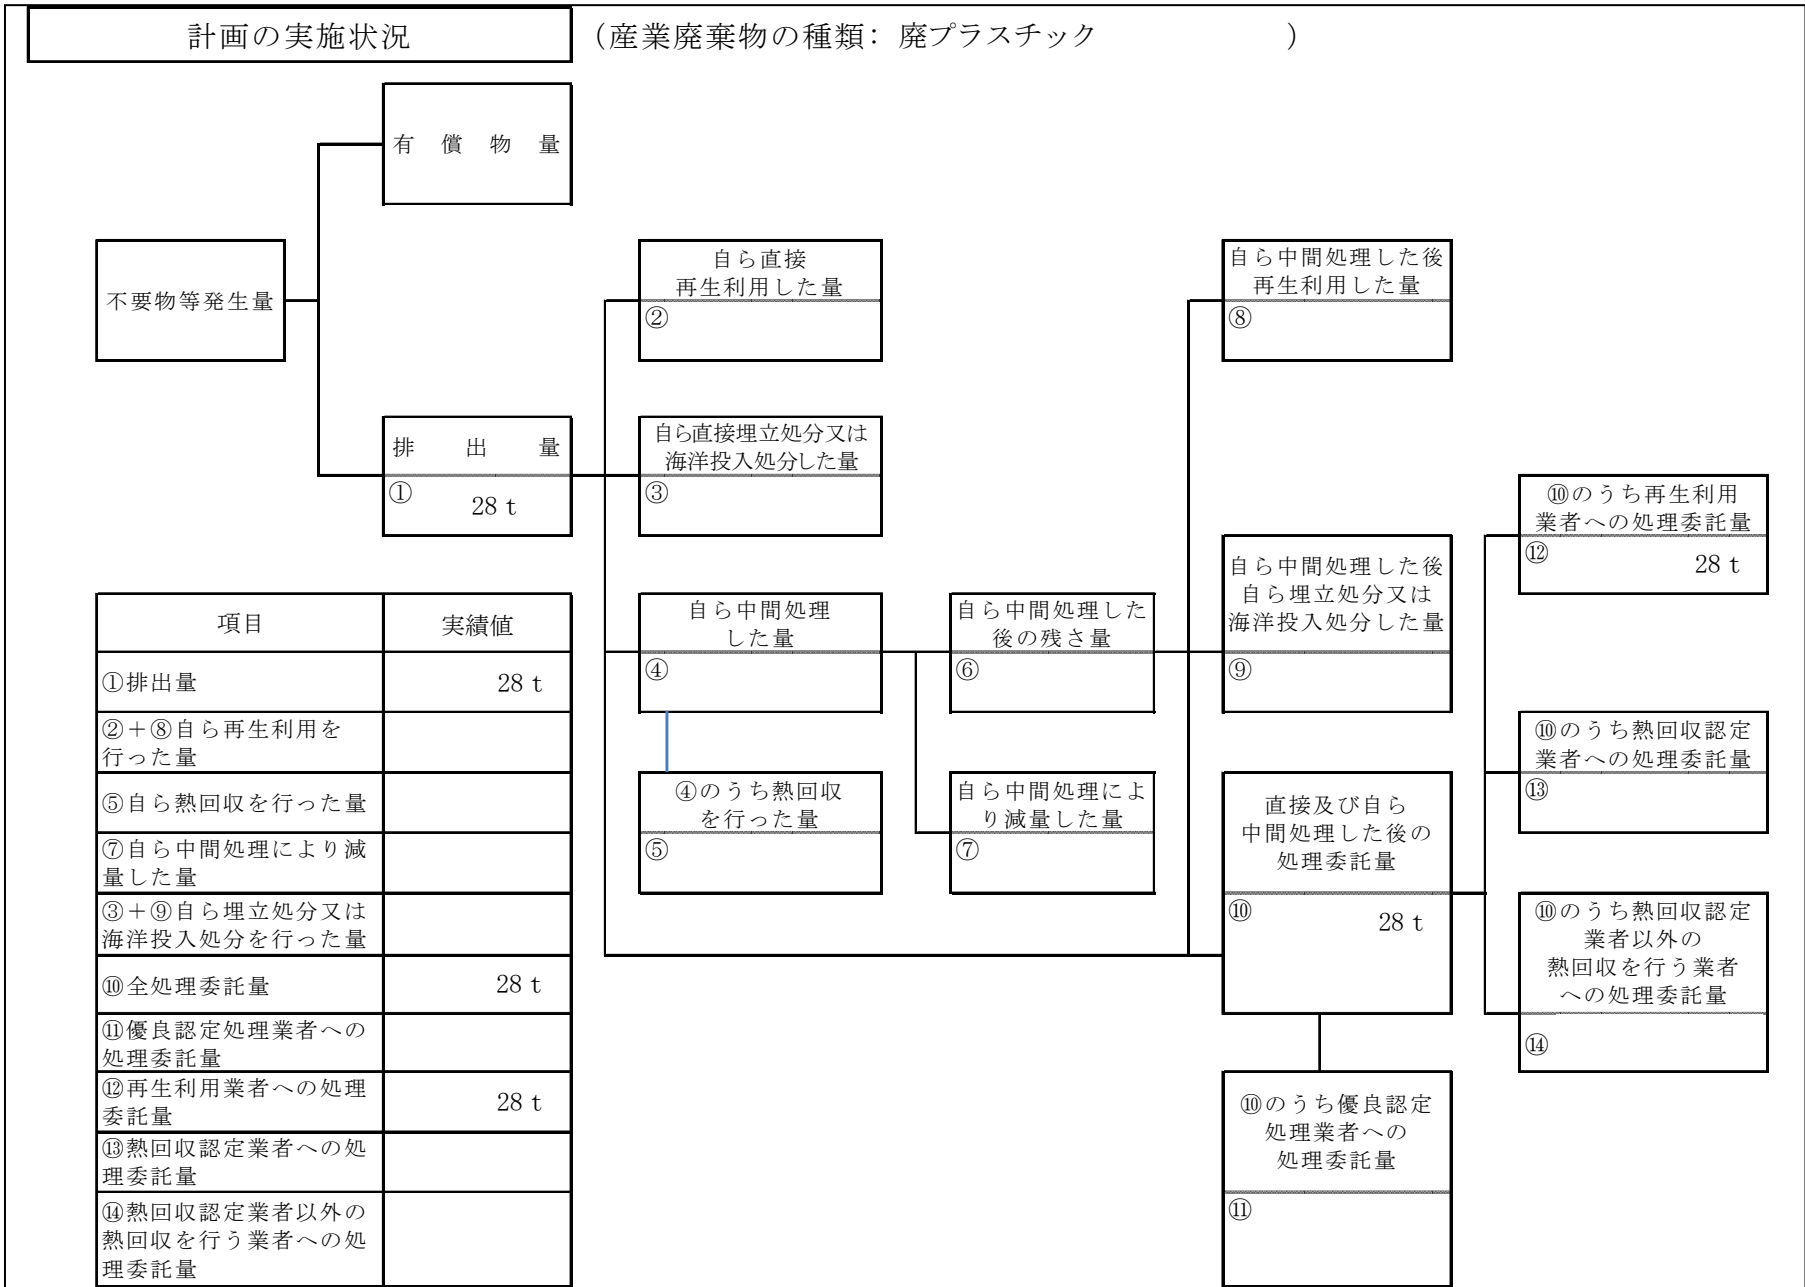 計画の実施状況
（産業廃棄物の種類：廃プラスチック　　　　　　）
有償物量
不要物等発生量
自ら直接
再生利用した量
②
自ら中間処理した後
再生利用した量
⑧
排出量
① 28 t
自ら直接埋立処分又は
海洋投入処分した量
③
⑩のうち再生利用
業者への処理委託量
⑫ 28 t
自ら中間処理
した量
④
自ら中間処理した
後の残さ量
⑥
自ら中間処理した後
自ら埋立処分又は
海洋投入処分した量
⑨
⑩のうち熱回収認定
業者への処理委託量
⑬
④のうち熱回収
を行った量
⑤
自ら中間処理によ
り減量した量
⑦
直接及び自ら
中間処理した後の
処理委託量
⑩ 28 t
⑩のうち熱回収認定
業者以外の
熱回収を行う業者
への処理委託量
⑭
⑩のうち優良認定
処理業者への
処理委託量
⑪
項目 実績値
①排出量 28 t
②＋⑧自ら再生利用を
行った量
⑤自ら熱回収を行った量
⑦自ら中間処理により減
量した量
③＋⑨自ら埋立処分又は
海洋投入処分を行った量
⑩全処理委託量 28 t
⑪優良認定処理業者への
処理委託量
⑫再生利用業者への処理
委託量 28 t
⑬熱回収認定業者への処
理委託量
⑭熱回収認定業者以外の
熱回収を行う業者への処
理委託量